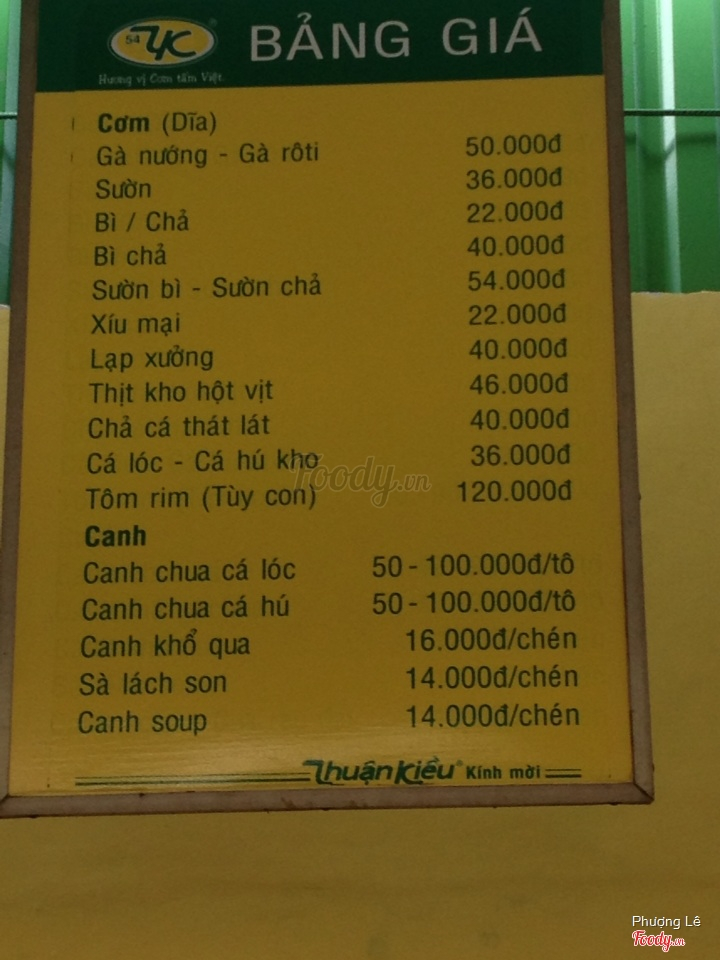 54 TK
BẢNG GIÁ
Hương vị Cơm tấm Việt.
Cơm (Dĩa)
Gà nướng - Gà rôti 50.000đ
Sườn 36.000đ
Bì / Chả 22.000đ
Bì chả 40.000đ
Sườn bì - Sườn chả 54.000đ
Xíu mại 22.000đ
Lạp xưởng 40.000đ
Thịt kho hột vịt 46.000đ
Chả cá thát lát 40.000đ
Cá lóc - Cá hú kho 36.000đ
Tôm rim (Tùy con) 120.000đ
Canh
Canh chua cá lóc 50 - 100.000đ/tô
Canh chua cá hú 50 - 100.000đ/tô
Canh khổ qua 16.000đ/chén
Sà lách son 14.000đ/chén
Canh soup 14.000đ/chén
Thuận Kiều® Kính mời
Foody.vn
Phượng Lê
Foody.vn